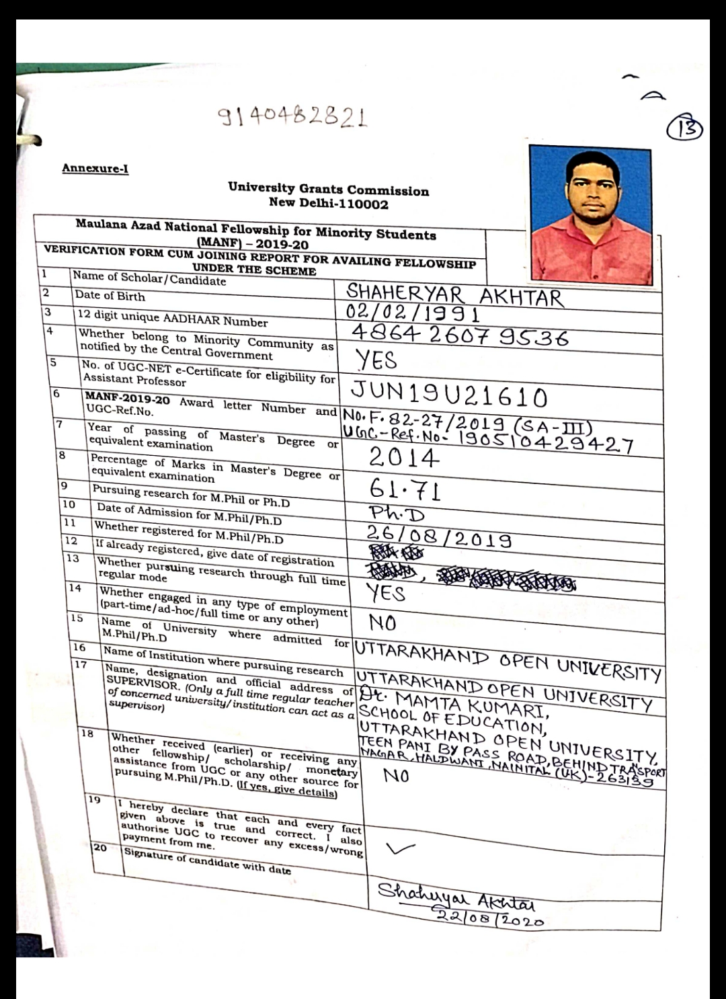 9140482821
13
Annexure-I
University Grants Commission
New Delhi-110002
Maulana Azad National Fellowship for Minority Students
(MANF) – 2019-20
VERIFICATION FORM CUM JOINING REPORT FOR AVAILING FELLOWSHIP
UNDER THE SCHEME
1 Name of Scholar/Candidate SHAHERYAR AKHTAR
2 Date of Birth 02/02/1991
3 12 digit unique AADHAAR Number 4864 2607 9536
4 Whether belong to Minority Community as
notified by the Central Government YES
5 No. of UGC-NET e-Certificate for eligibility for
Assistant Professor JUN19U21610
6 MANF-2019-20 Award letter Number and No. F. 82-27/2019 (SA-III)
UGC-Ref.No. UGC-Ref.No- 190510429427
7 Year of passing of Master's Degree or
equivalent examination 2014
8 Percentage of Marks in Master's Degree or
equivalent examination 61.71
9 Pursuing research for M.Phil or Ph.D Ph.D
10 Date of Admission for M.Phil/Ph.D 26/08/2019
11 Whether registered for M.Phil/Ph.D
12 If already registered, give date of registration
13 Whether pursuing research through full time
regular mode YES
14 Whether engaged in any type of employment
(part-time/ad-hoc/full time or any other) NO
15 Name of University where admitted for
M.Phil/Ph.D UTTARAKHAND OPEN UNIVERSITY
16 Name of Institution where pursuing research UTTARAKHAND OPEN UNIVERSITY
17 Name, designation and official address of Dr. MAMTA KUMARI,
SUPERVISOR. (Only a full time regular teacher SCHOOL OF EDUCATION,
of concerned university/institution can act as a UTTARAKHAND OPEN UNIVERSITY,
supervisor) TEEN PANI BY PASS ROAD, BEHIND TRASPORT
NAGAR, HALDWANI, NAINITAL (UK)-263139
18 Whether received (earlier) or receiving any
other fellowship/ scholarship/ monetary
assistance from UGC or any other source for
pursuing M.Phil/Ph.D. (If yes, give details) NO
19 I hereby declare that each and every fact
given above is true and correct. I also
authorise UGC to recover any excess/wrong
payment from me. ✓
20 Signature of candidate with date Shaheryar Akhtar
22/08/2020